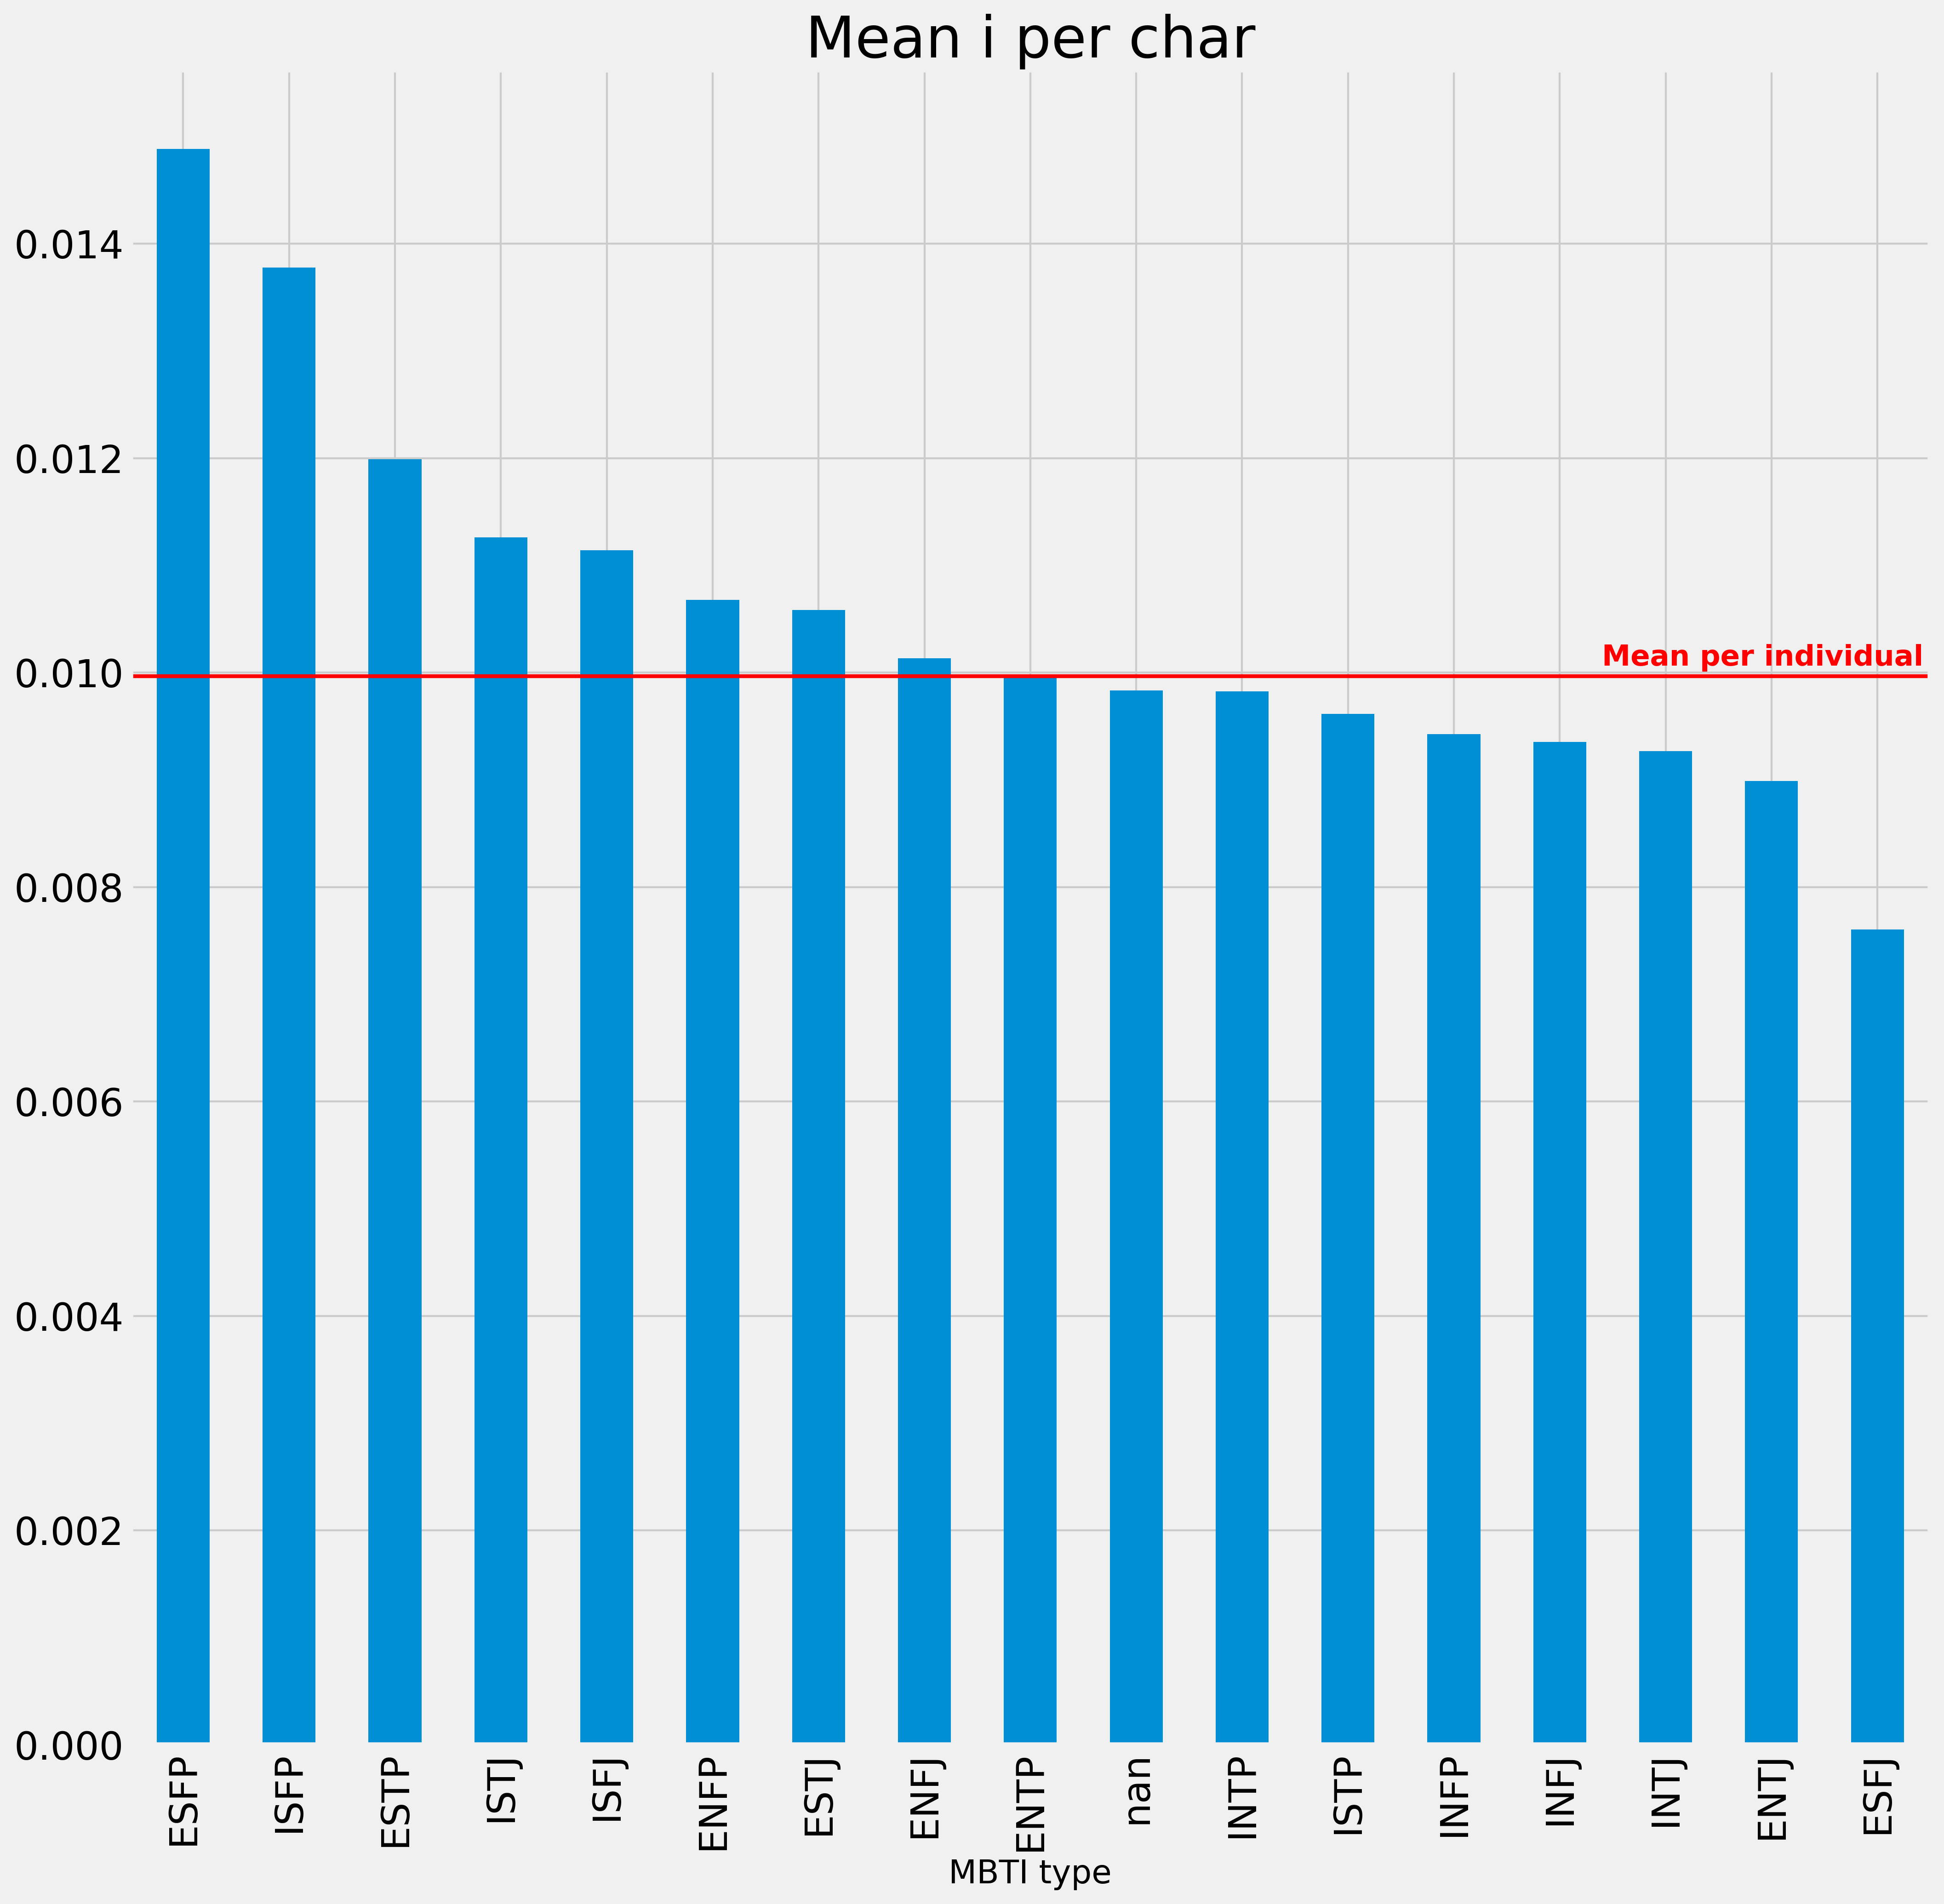 Mean i per char
0.014
0.012
0.010
0.008
0.006
0.004
0.002
0.000
Mean per individual
ESFP
ISFP
ESTP
ISTJ
ISFJ
ENFP
ESTJ
ENFJ
ENTP
nan
INTP
ISTP
INFP
INFJ
INTJ
ENTJ
ESFJ
MBTI type